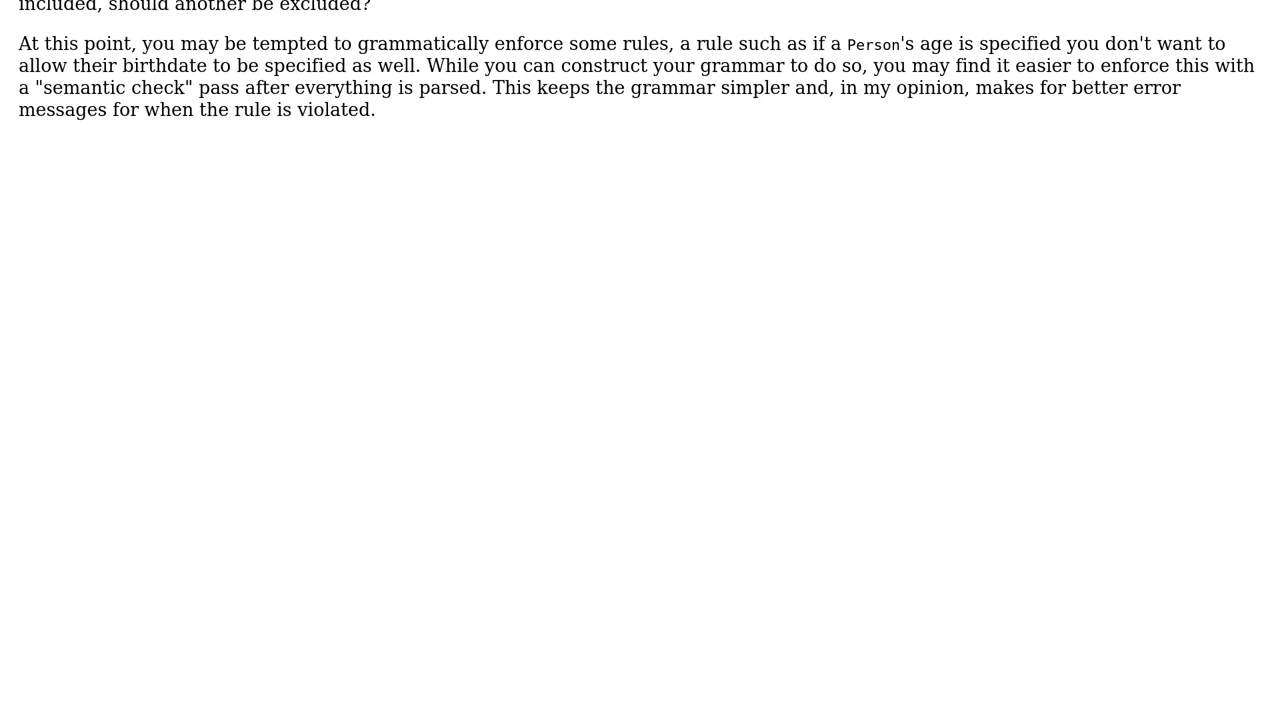 included, should another be excluded?
At this point, you may be tempted to grammatically enforce some rules, a rule such as if a Person's age is specified you don't want to
allow their birthdate to be specified as well. While you can construct your grammar to do so, you may find it easier to enforce this with
a "semantic check" pass after everything is parsed. This keeps the grammar simpler and, in my opinion, makes for better error
messages for when the rule is violated.